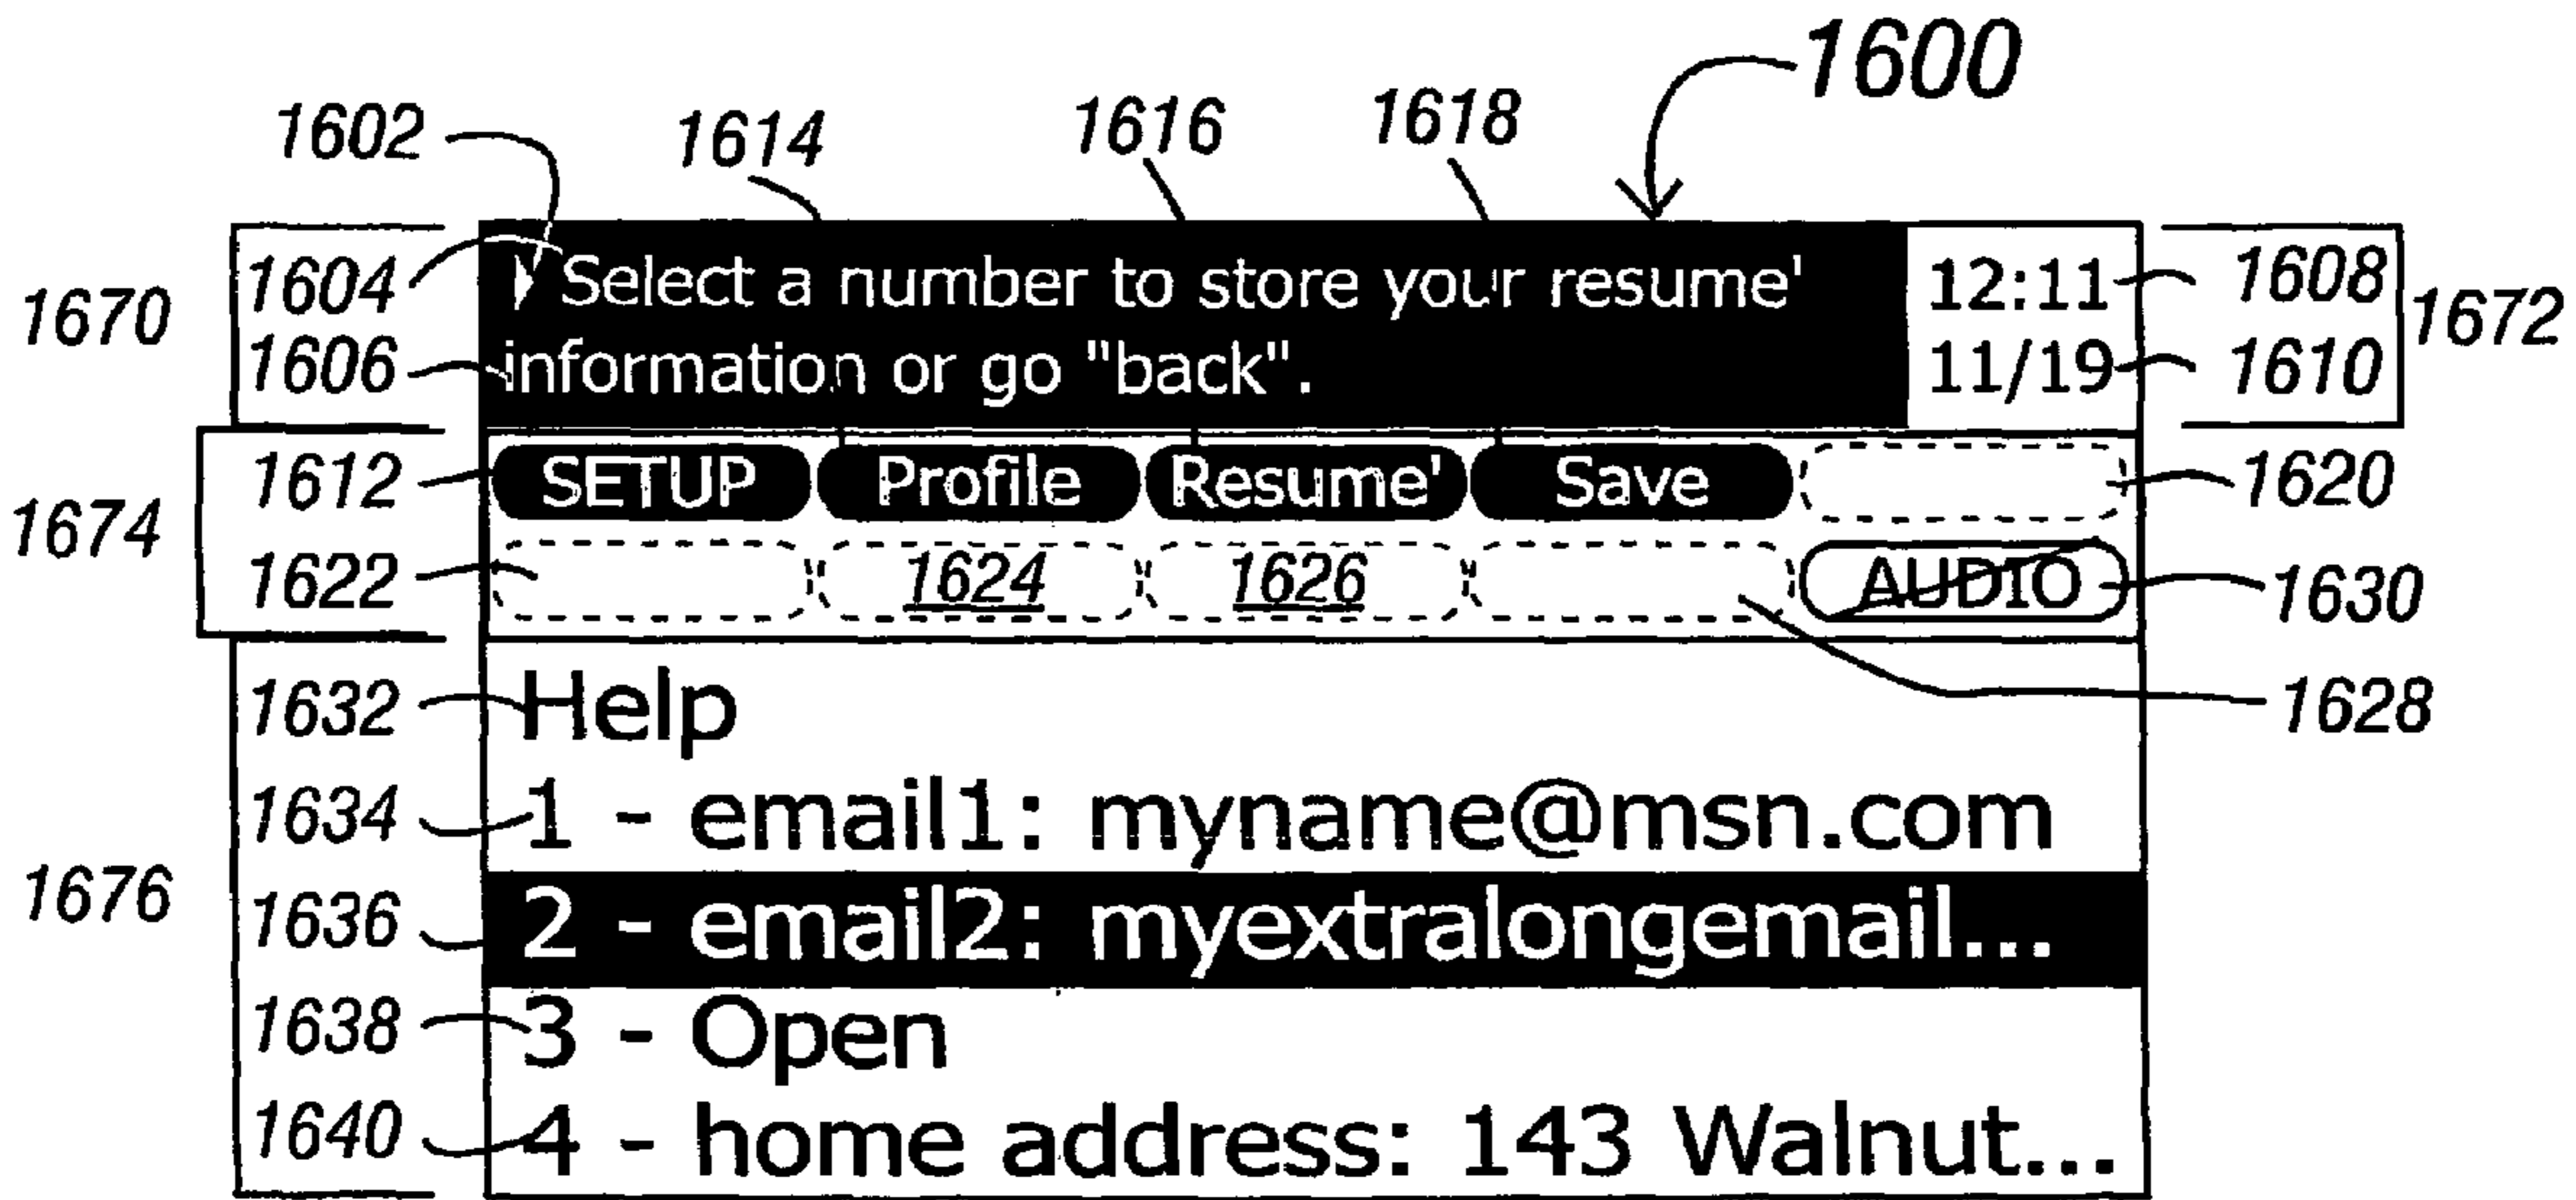 1600
1602 1614 1616 1618
1670 1604 Select a number to store your resume' 12:11 1608 1672
1606 information or go "back". 11/19 1610
1674 1612 SETUP Profile Resume' Save 1620
1622 1624 1626 AUDIO 1630
1632 Help 1628
1634 1 - email1: myname@msn.com
1676 1636 2 - email2: myextralongemail...
1638 3 - Open
1640 4 - home address: 143 Walnut...